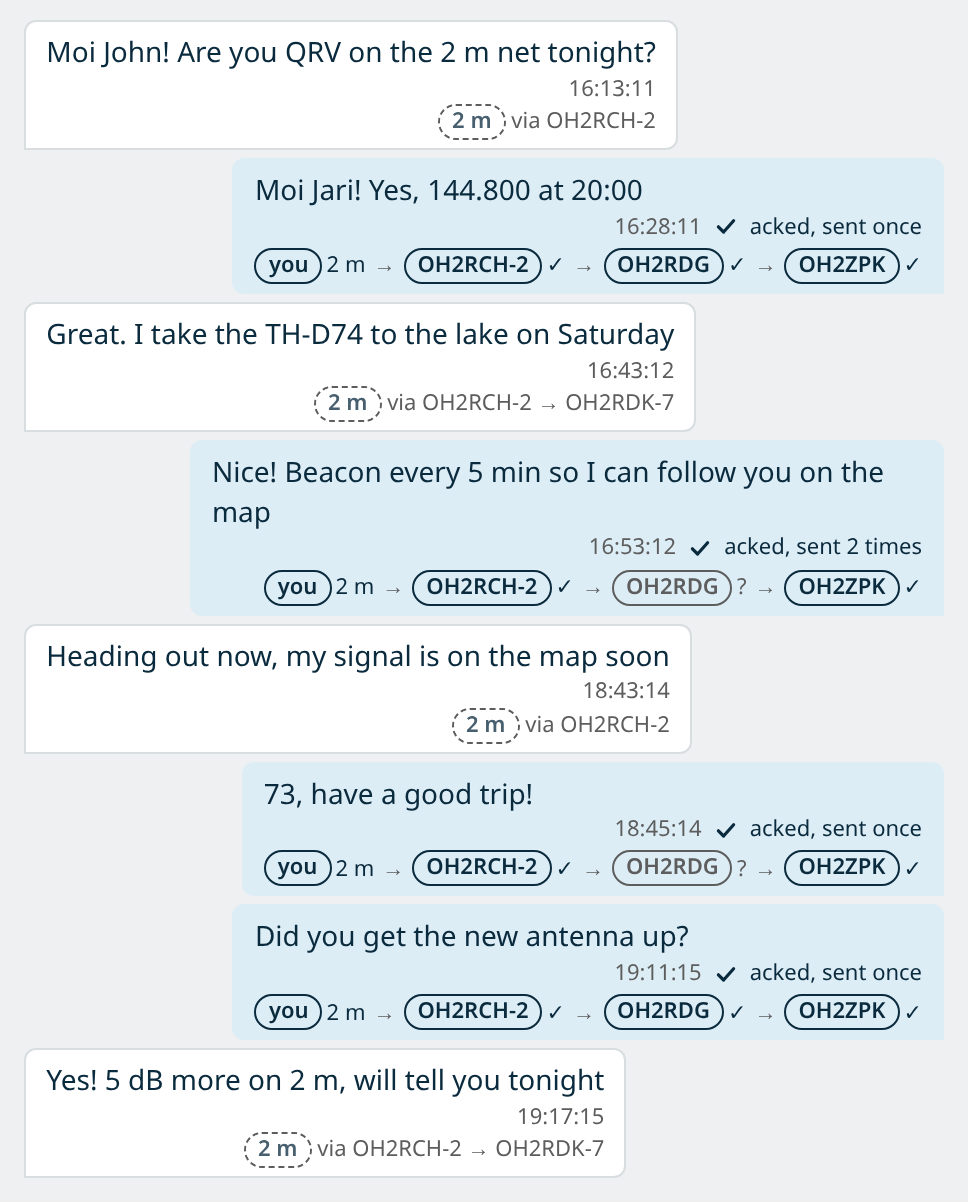 Moi John! Are you QRV on the 2 m net tonight?
16:13:11
2 m via OH2RCH-2
Moi Jari! Yes, 144.800 at 20:00
16:28:11 ✓ acked, sent once
you 2 m → OH2RCH-2 ✓ → OH2RDG ✓ → OH2ZPK ✓
Great. I take the TH-D74 to the lake on Saturday
16:43:12
2 m via OH2RCH-2 → OH2RDK-7
Nice! Beacon every 5 min so I can follow you on the
map
16:53:12 ✓ acked, sent 2 times
you 2 m → OH2RCH-2 ✓ → OH2RDG ? → OH2ZPK ✓
Heading out now, my signal is on the map soon
18:43:14
2 m via OH2RCH-2
73, have a good trip!
18:45:14 ✓ acked, sent once
you 2 m → OH2RCH-2 ✓ → OH2RDG ? → OH2ZPK ✓
Did you get the new antenna up?
19:11:15 ✓ acked, sent once
you 2 m → OH2RCH-2 ✓ → OH2RDG ✓ → OH2ZPK ✓
Yes! 5 dB more on 2 m, will tell you tonight
19:17:15
2 m via OH2RCH-2 → OH2RDK-7